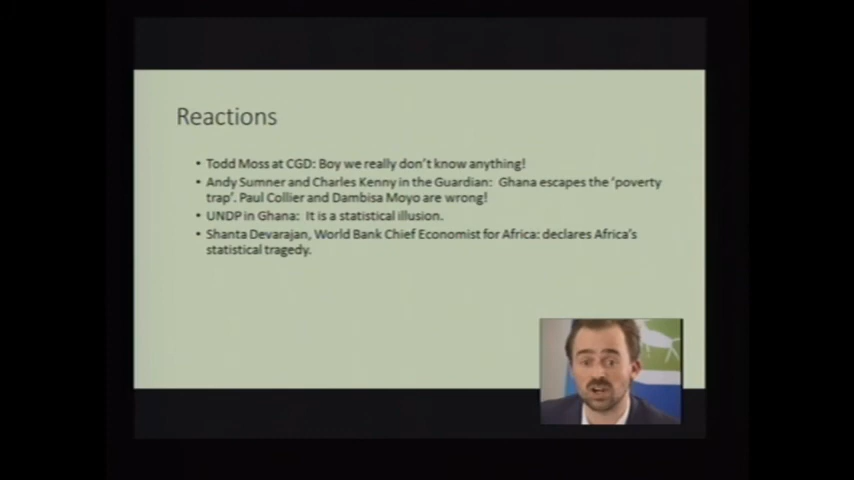 Reactions
• Todd Moss at CGD: Boy we really don't know anything!
• Andy Sumner and Charles Kenny in the Guardian:  Ghana escapes the 'poverty
trap'. Paul Collier and Dambisa Moyo are wrong!
• UNDP in Ghana:  It is a statistical illusion.
• Shanta Devarajan, World Bank Chief Economist for Africa: declares Africa's
statistical tragedy.